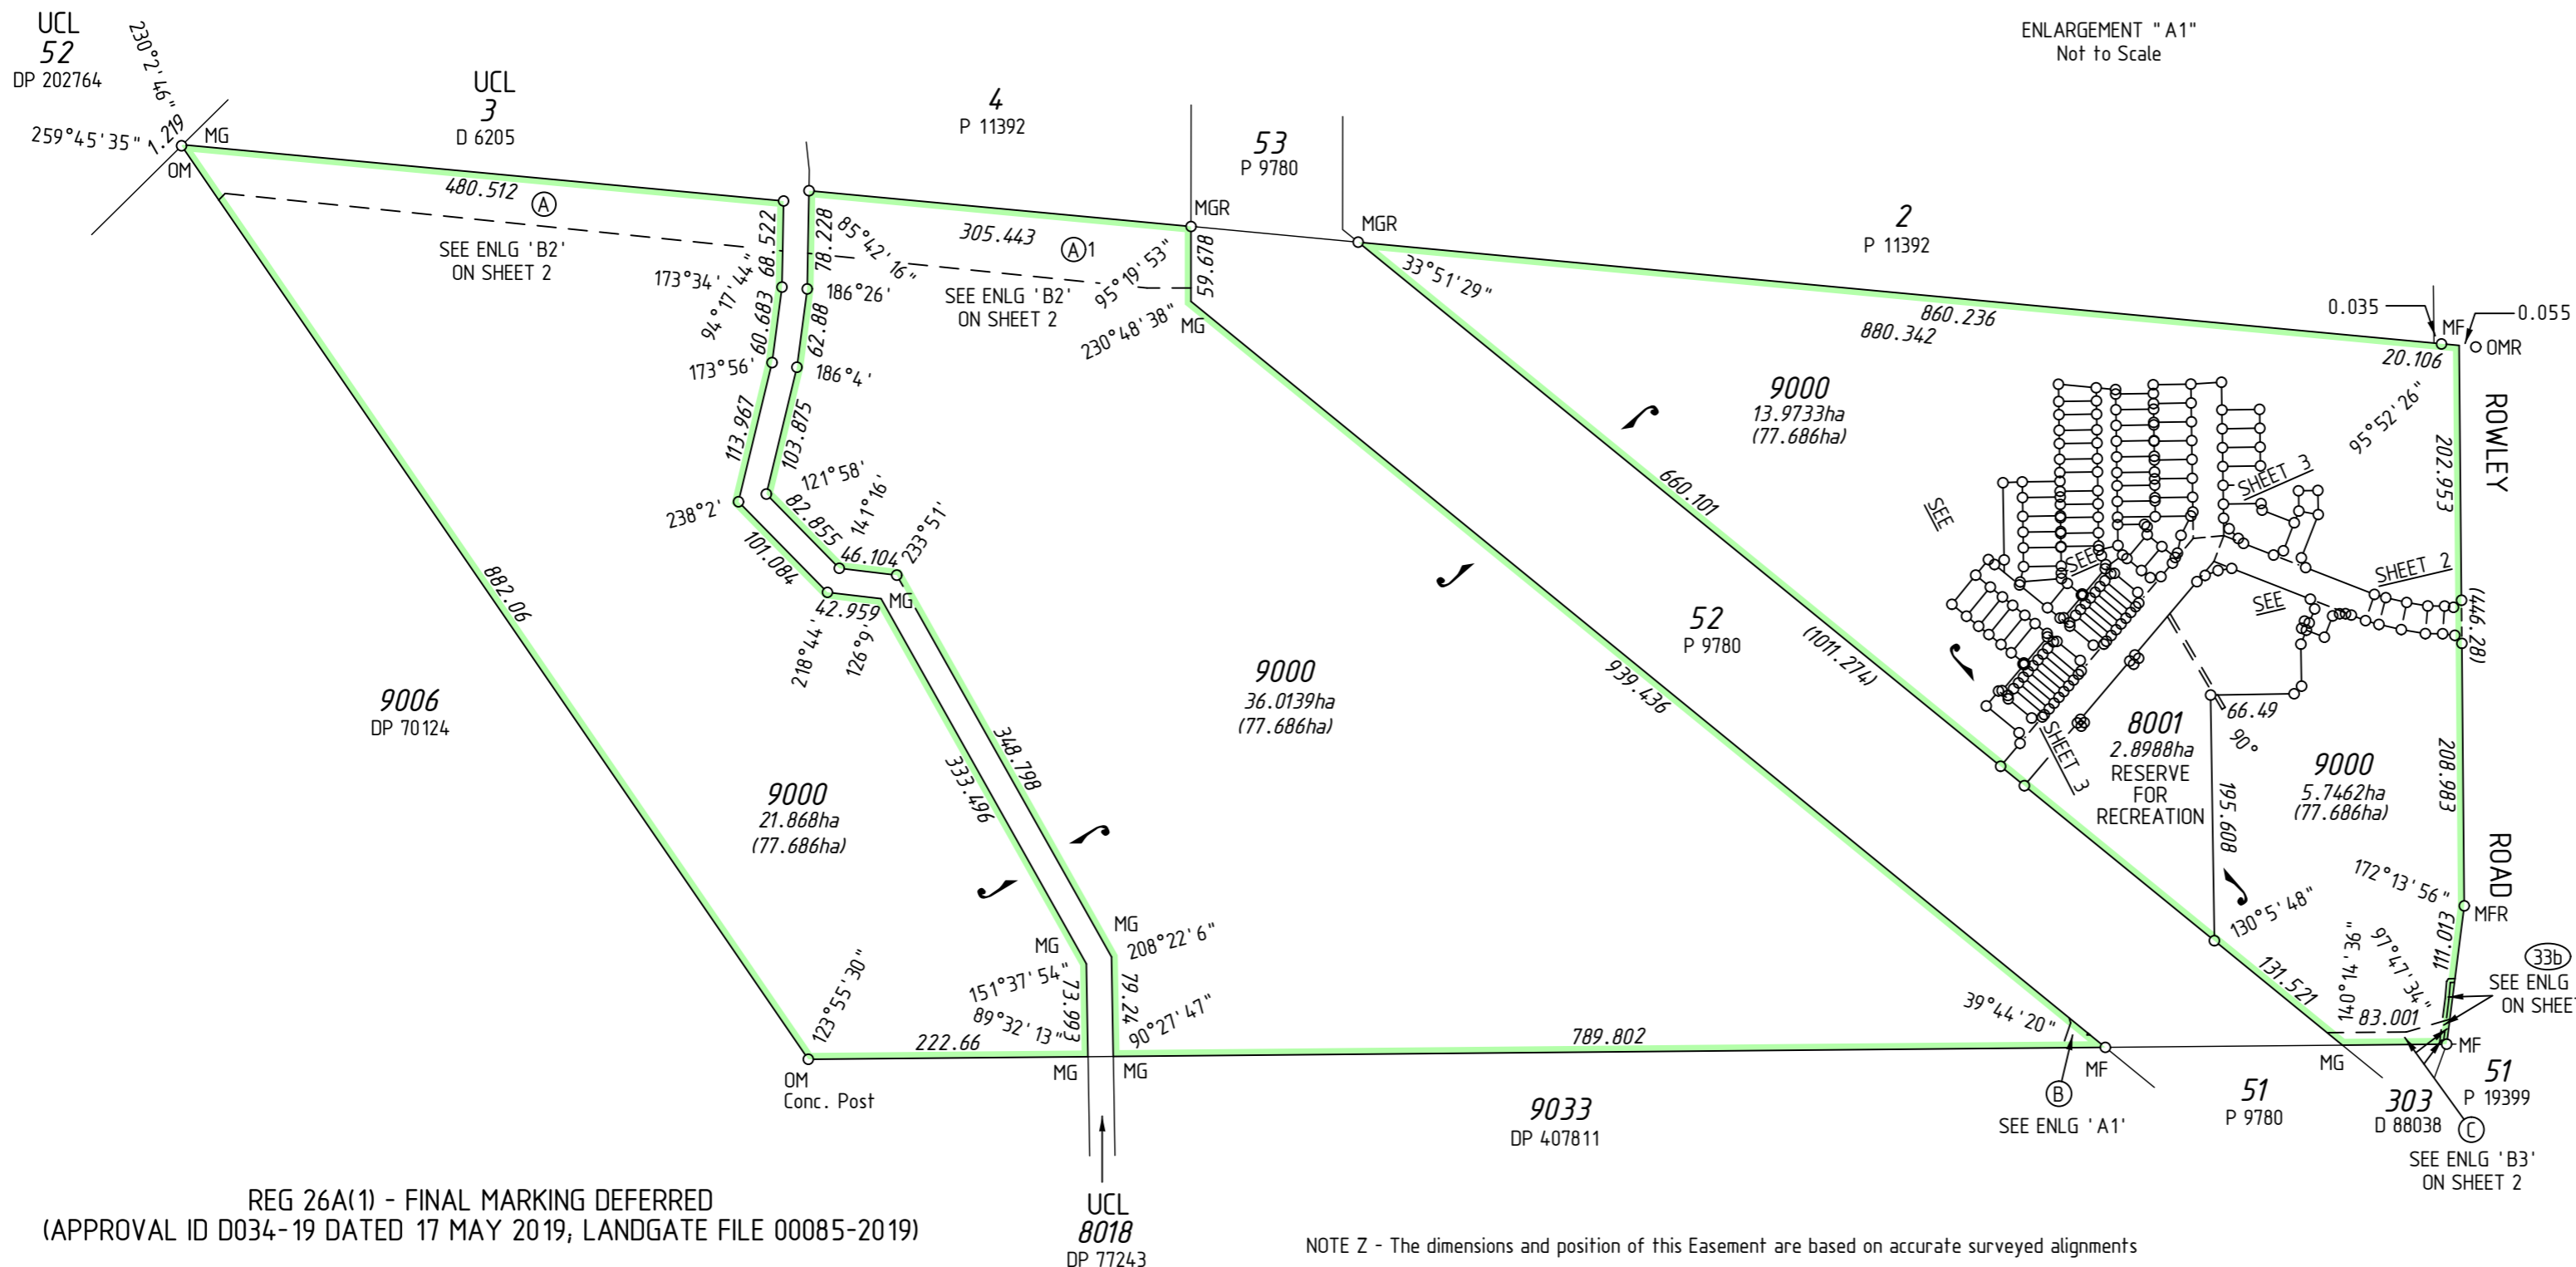 ENLARGEMENT "A1"
Not to Scale
UCL
52
DP 202764
230°2'46"
259°45'35"
1.219
MG
OM
UCL
3
D 6205
480.512
A
SEE ENLG 'B2'
ON SHEET 2
4
P 11392
305.443
A1
SEE ENLG 'B2'
ON SHEET 2
53
P 9780
MGR
MGR
2
P 11392
68.522
78.228
85°42'16"
173°34'
94°17'44"
186°26'
60.683
62.88
173°56'
186°4'
113.967
103.875
121°58'
238°2'
82.855
141°16'
101.084
46.104
233°51'
42.959
MG
218°44'
126°9'
95°19'53"
59.678
230°48'38"
MG
33°51'29"
860.236
880.342
0.035
0.055
MF
OMR
20.106
95°52'26"
ROWLEY
202.953
9000
13.9733ha
(77.686ha)
660.101
SEE
SHEET 3
SEE
SHEET 2
SEE
(446.28)
52
P 9780
(1011.274)
939.436
882.06
9006
DP 70124
9000
36.0139ha
(77.686ha)
348.798
333.496
9000
21.868ha
(77.686ha)
8001
2.8988ha
RESERVE
FOR
RECREATION
SHEET 3
66.49
90°
195.608
9000
5.7462ha
(77.686ha)
208.983
ROAD
172°13'56"
MFR
130°5'48"
111.013
140°14'36"
97°47'34"
131.521
83.001
33b
SEE ENLG
ON SHEET
MG
MG
208°22'6"
151°37'54"
73.993
79.24
89°32'13"
90°27'47"
123°55'30"
222.66
789.802
39°44'20"
OM
Conc. Post
MG
MG
MF
MG
MF
B
SEE ENLG 'A1'
9033
DP 407811
51
P 9780
303
D 88038
51
P 19399
C
SEE ENLG 'B3'
ON SHEET 2
UCL
8018
DP 77243
REG 26A(1) - FINAL MARKING DEFERRED
(APPROVAL ID D034-19 DATED 17 MAY 2019; LANDGATE FILE 00085-2019)
NOTE Z - The dimensions and position of this Easement are based on accurate surveyed alignments